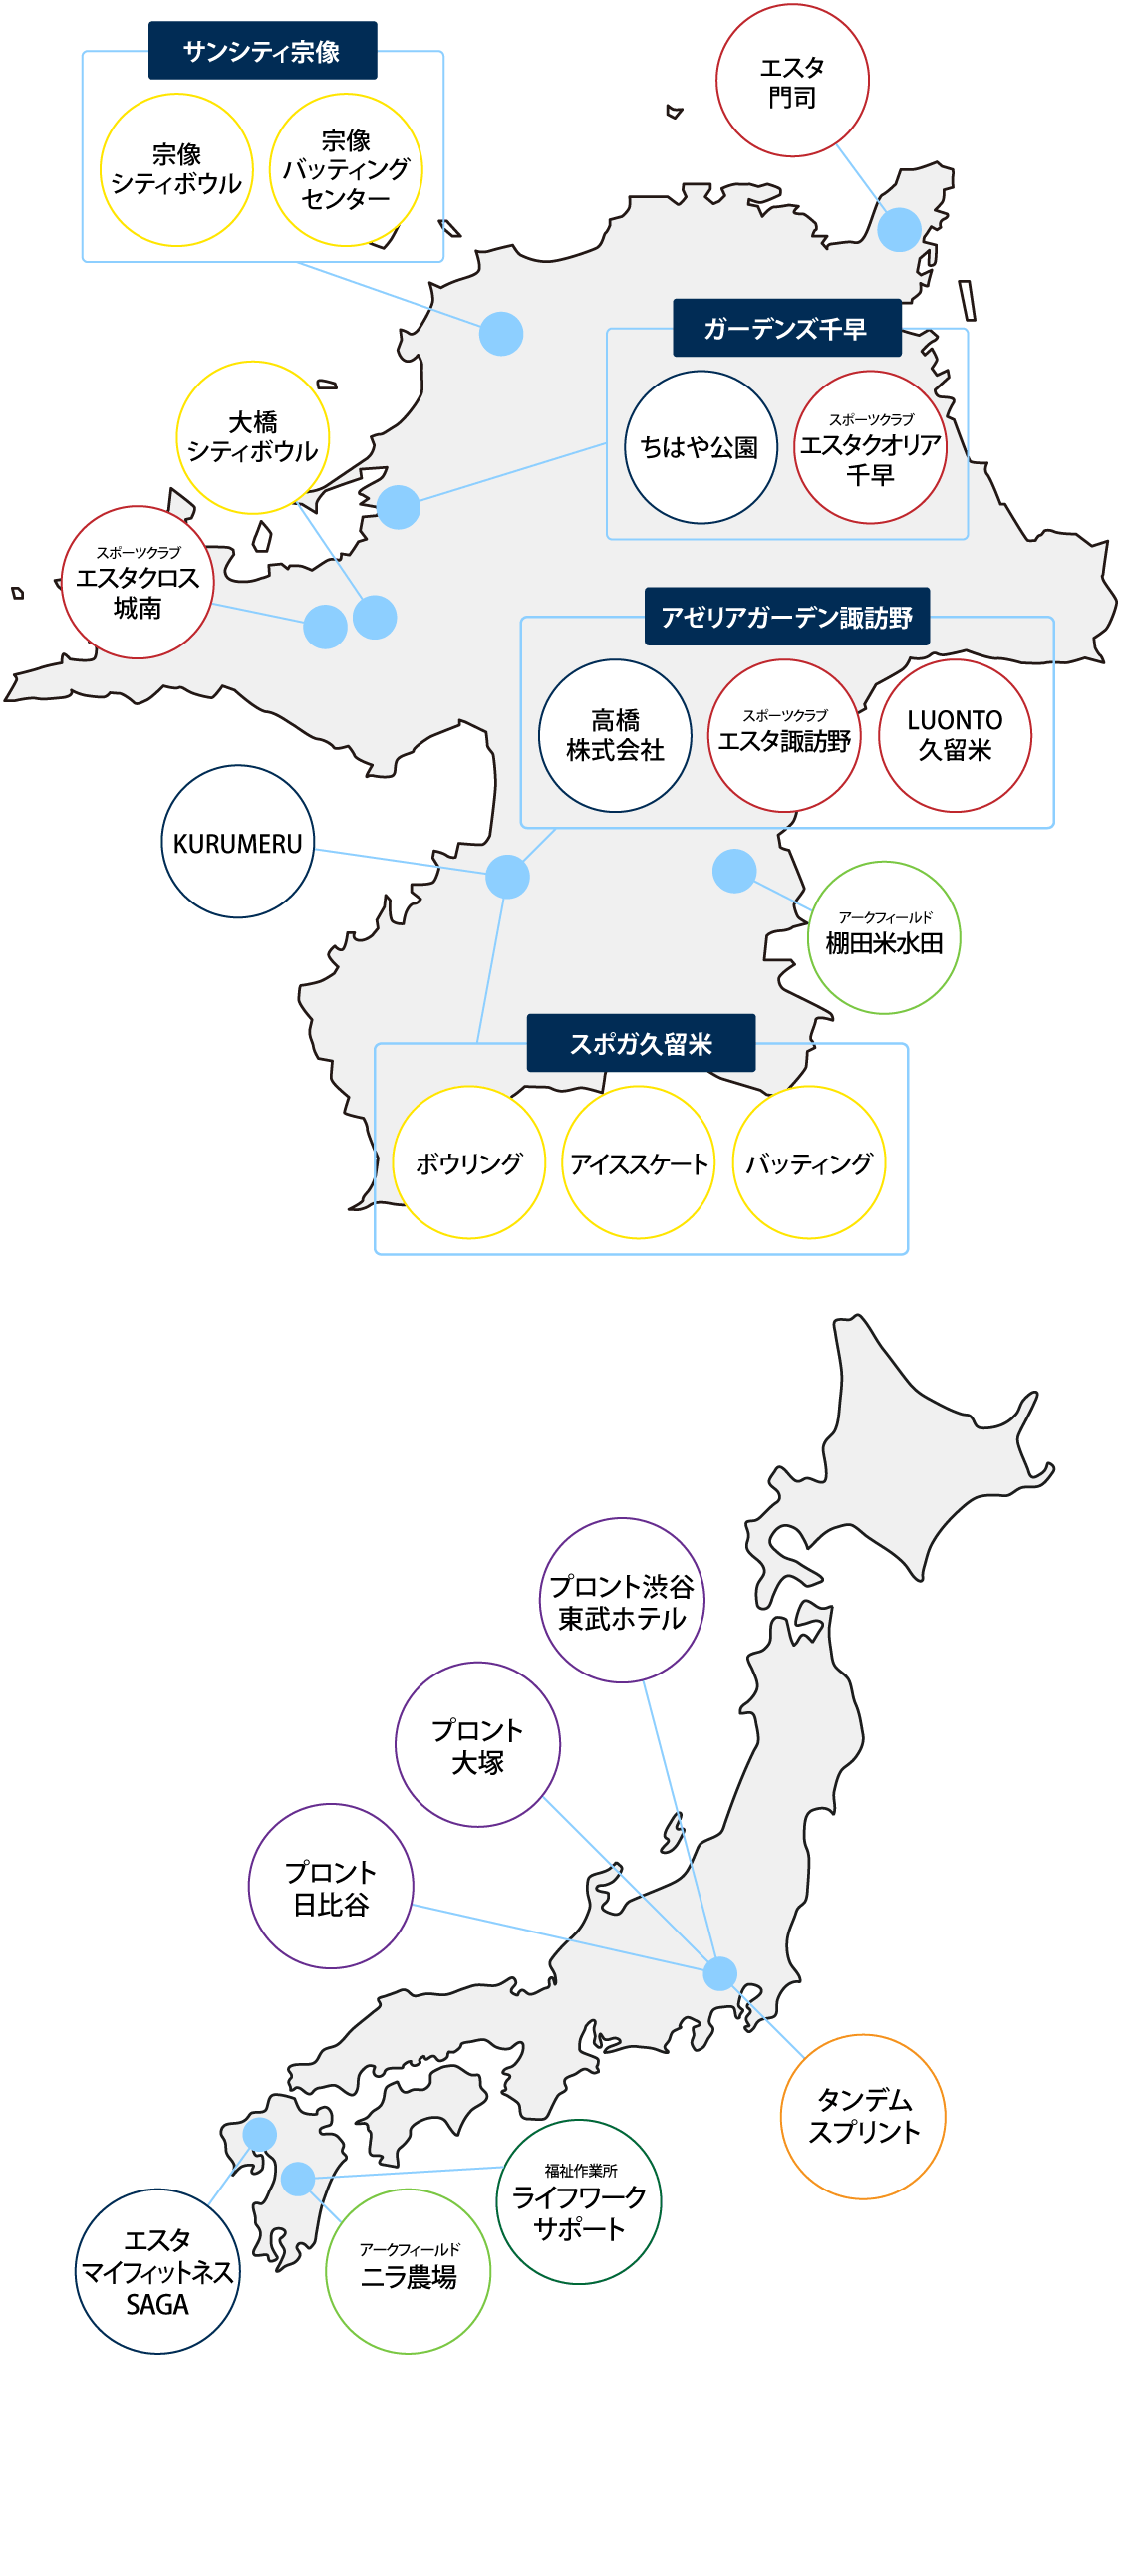 サンシティ宗像
宗像
シティボウル
宗像
バッティング
センター
エスタ
門司
ガーデンズ千早
ちはや公園
スポーツクラブ
エスタクオリア
千早
大橋
シティボウル
スポーツクラブ
エスタクロス
城南
アゼリアガーデン諏訪野
高橋
株式会社
スポーツクラブ
エスタ諏訪野
LUONTO
久留米
KURUMERU
アークフィールド
棚田米水田
スポガ久留米
ボウリング
アイススケート
バッティング
プロント渋谷
東武ホテル
プロント
大塚
プロント
日比谷
タンデム
スプリント
福祉作業所
ライフワーク
サポート
エスタ
マイフィットネス
SAGA
アークフィールド
ニラ農場